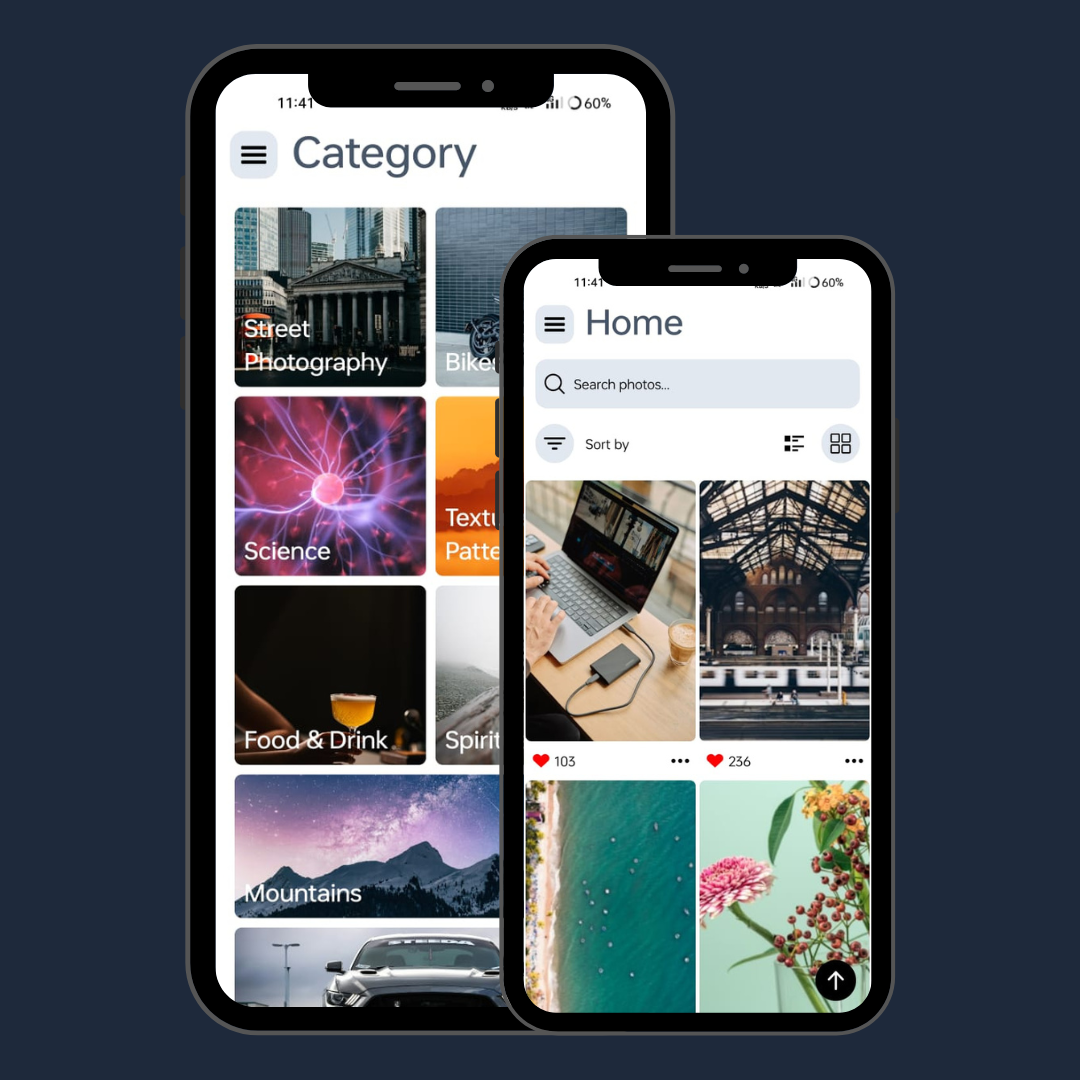 11:41
60%
Category
Street
Photography
Bikes
Science
Textu
Patte
Food & Drink
Spirit
Mountains
11:41
60%
Home
Search photos...
Sort by
103
236